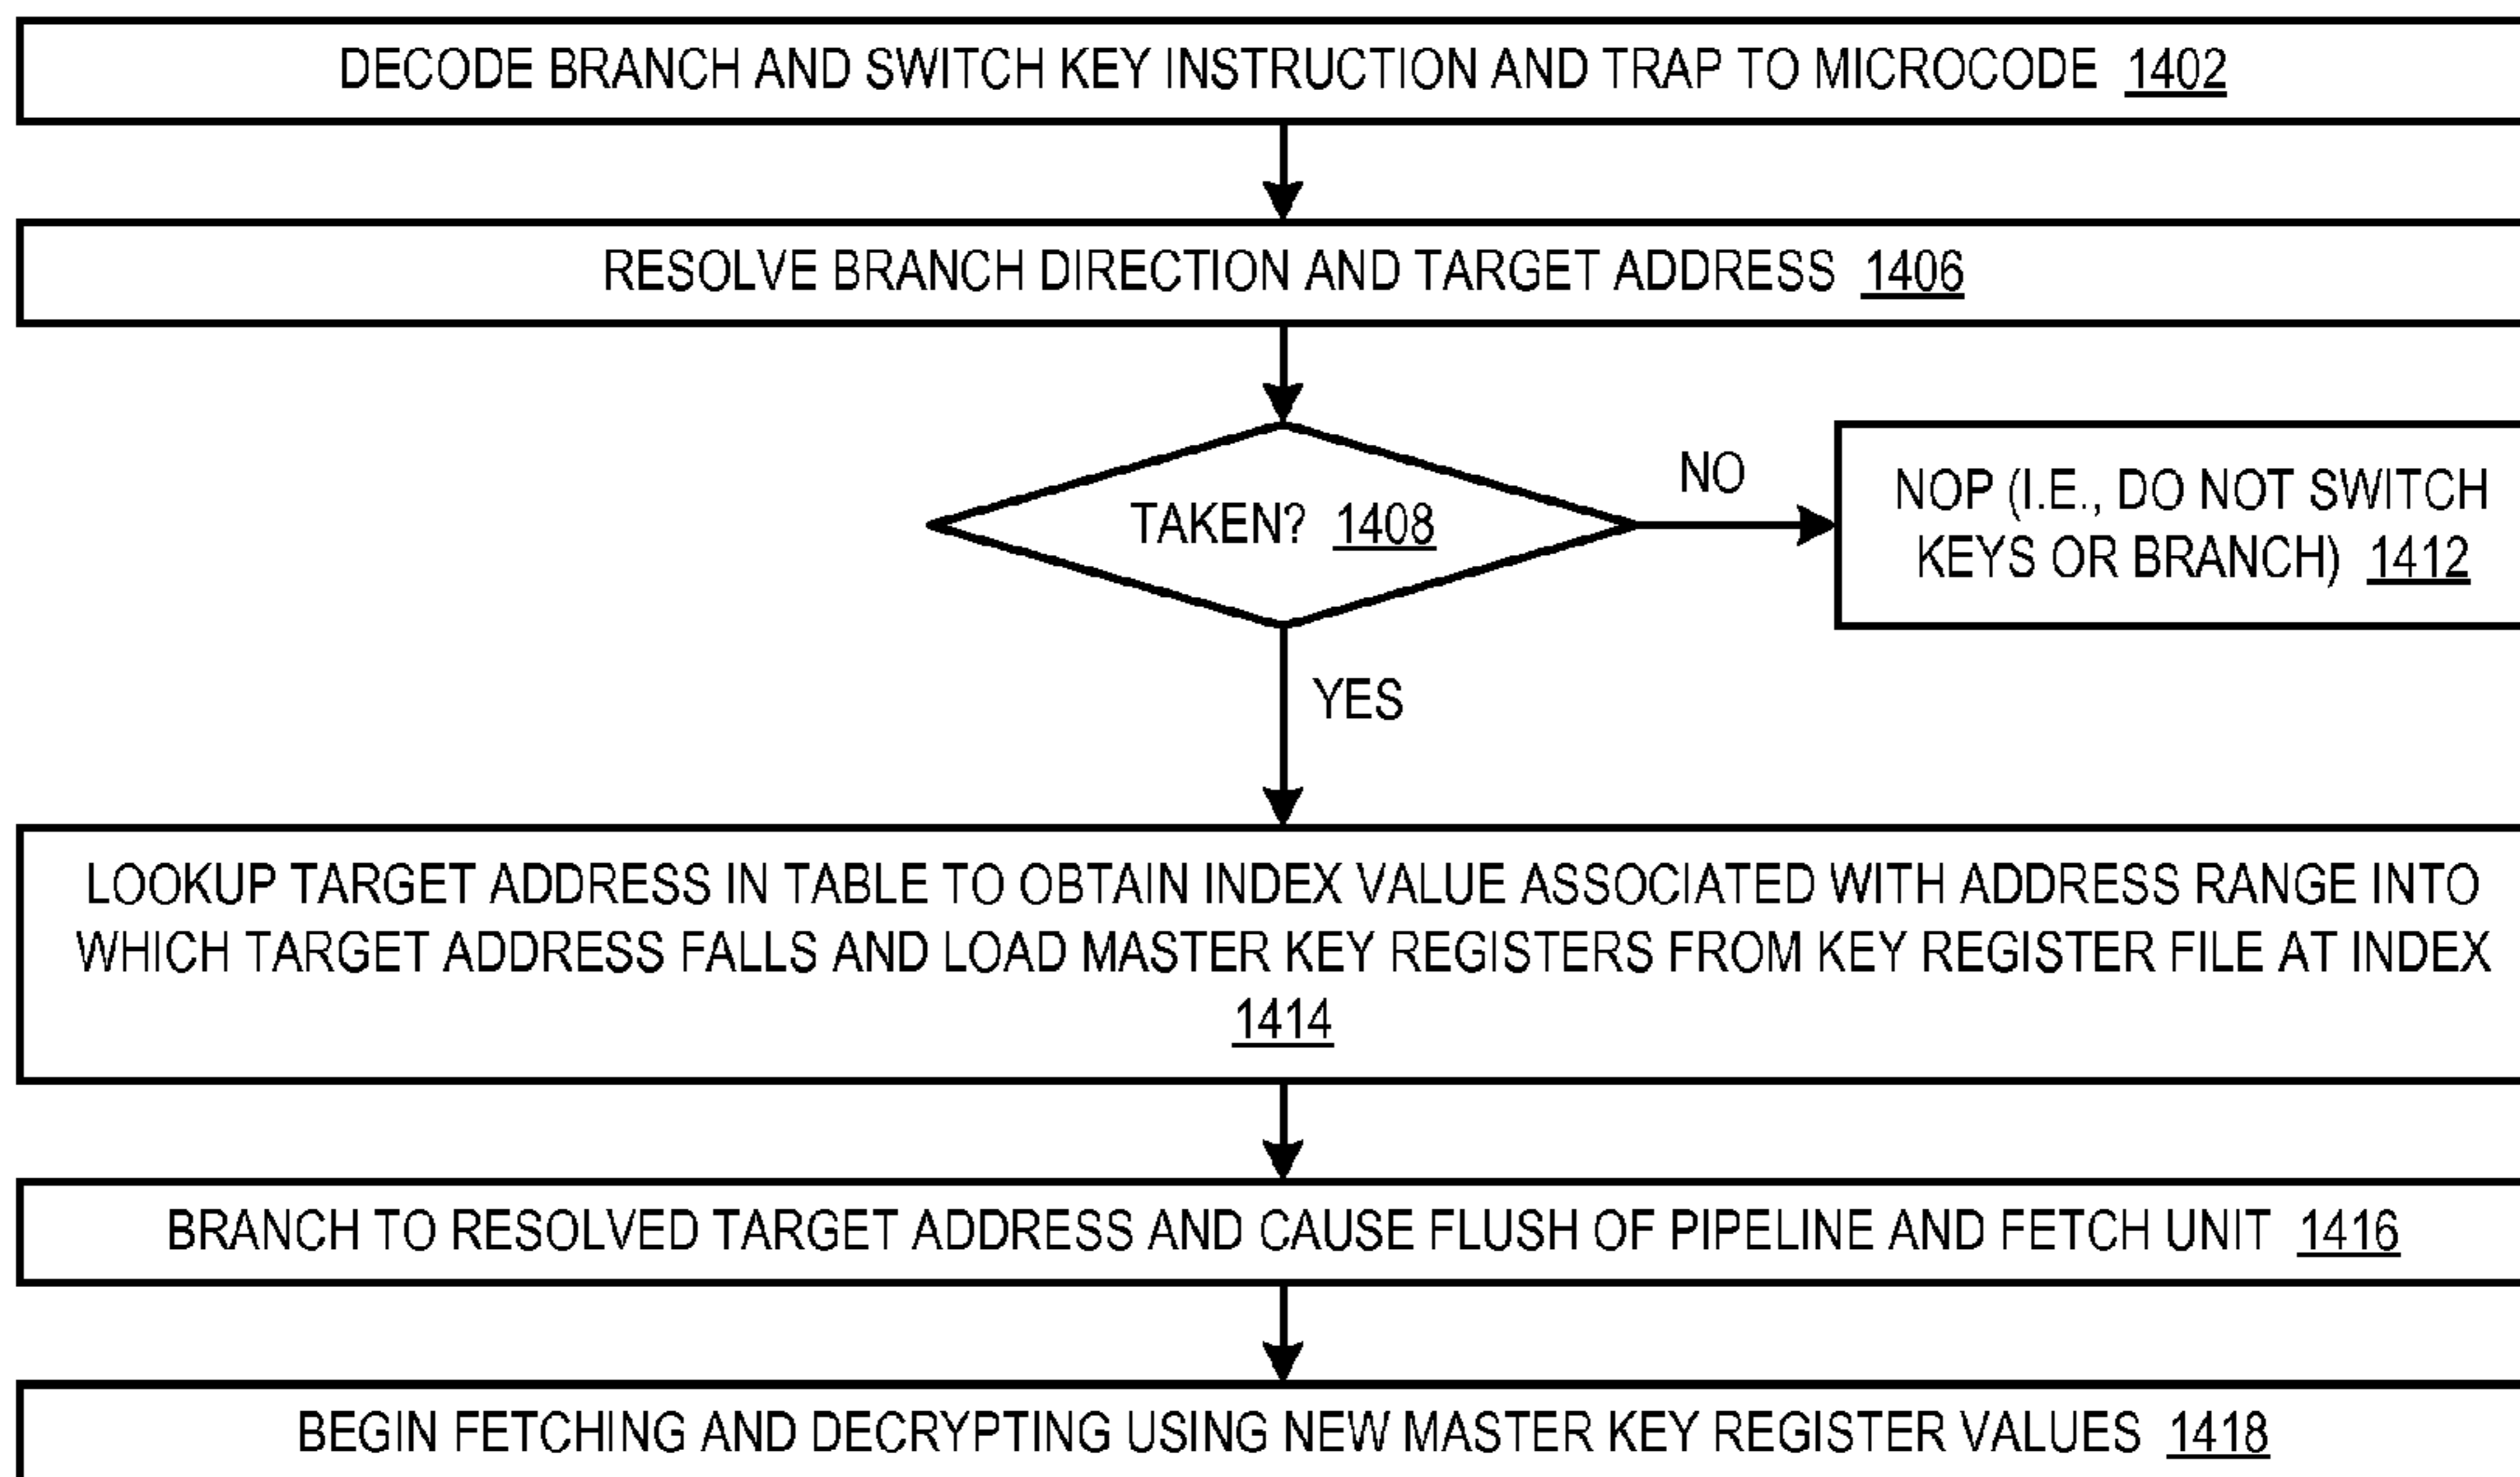 DECODE BRANCH AND SWITCH KEY INSTRUCTION AND TRAP TO MICROCODE 1402
RESOLVE BRANCH DIRECTION AND TARGET ADDRESS 1406
TAKEN? 1408
NO
NOP (I.E., DO NOT SWITCH
KEYS OR BRANCH) 1412
YES
LOOKUP TARGET ADDRESS IN TABLE TO OBTAIN INDEX VALUE ASSOCIATED WITH ADDRESS RANGE INTO
WHICH TARGET ADDRESS FALLS AND LOAD MASTER KEY REGISTERS FROM KEY REGISTER FILE AT INDEX
1414
BRANCH TO RESOLVED TARGET ADDRESS AND CAUSE FLUSH OF PIPELINE AND FETCH UNIT 1416
BEGIN FETCHING AND DECRYPTING USING NEW MASTER KEY REGISTER VALUES 1418